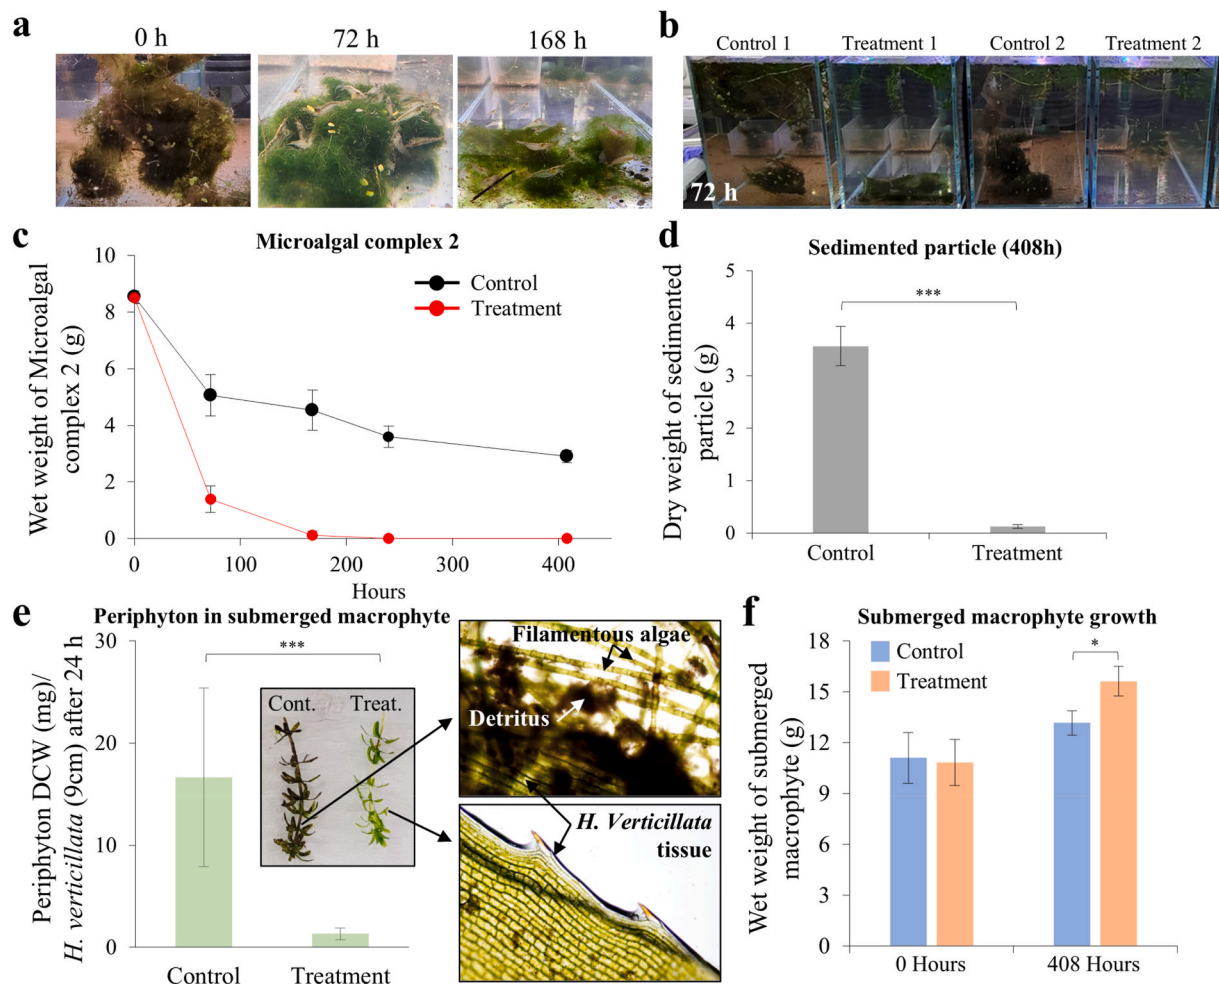 a
0 h
72 h
168 h
b
Control 1
Treatment 1
Control 2
Treatment 2
72 h
c
Microalgal complex 2
Wet weight of Microalgal
complex 2 (g)
10
8
6
4
2
0
Control
Treatment
0
100
200
300
400
Hours
d
Sedimented particle (408h)
Dry weight of sedimented
particle (g)
5
4
3
2
1
0
***
Control
Treatment
e
Periphyton in submerged macrophyte
Periphyton DCW (mg)/
H. verticillata (9cm) after 24 h
30
20
10
0
***
Cont.
Treat.
Control
Treatment
Filamentous algae
Detritus
H. Verticillata
tissue
f
Submerged macrophyte growth
Wet weight of submerged
macrophyte (g)
18
15
12
9
6
3
0
Control
Treatment
*
0 Hours
408 Hours